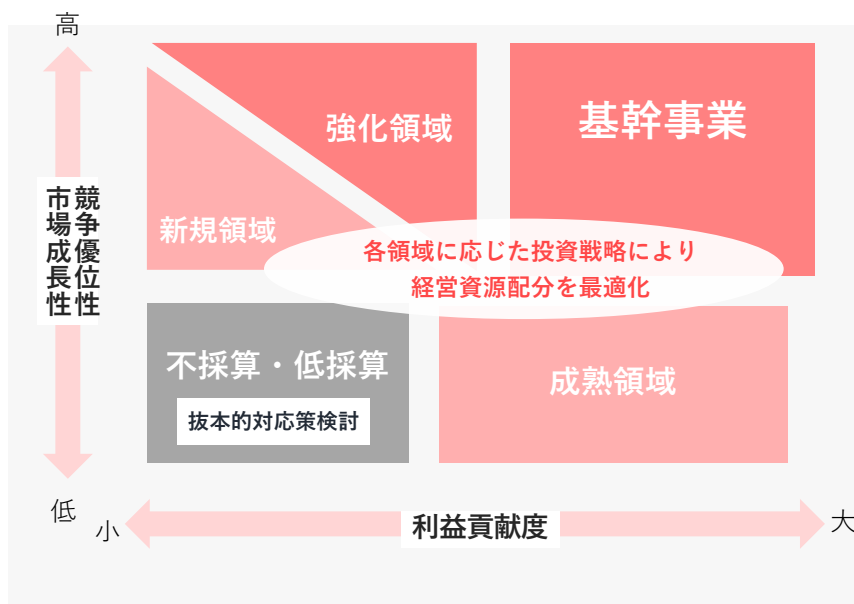 高
強化領域
基幹事業
新規領域
競争優位性
市場成長性
各領域に応じた投資戦略により
経営資源配分を最適化
不採算・低採算
抜本的対応策検討
成熟領域
低
小
利益貢献度
大